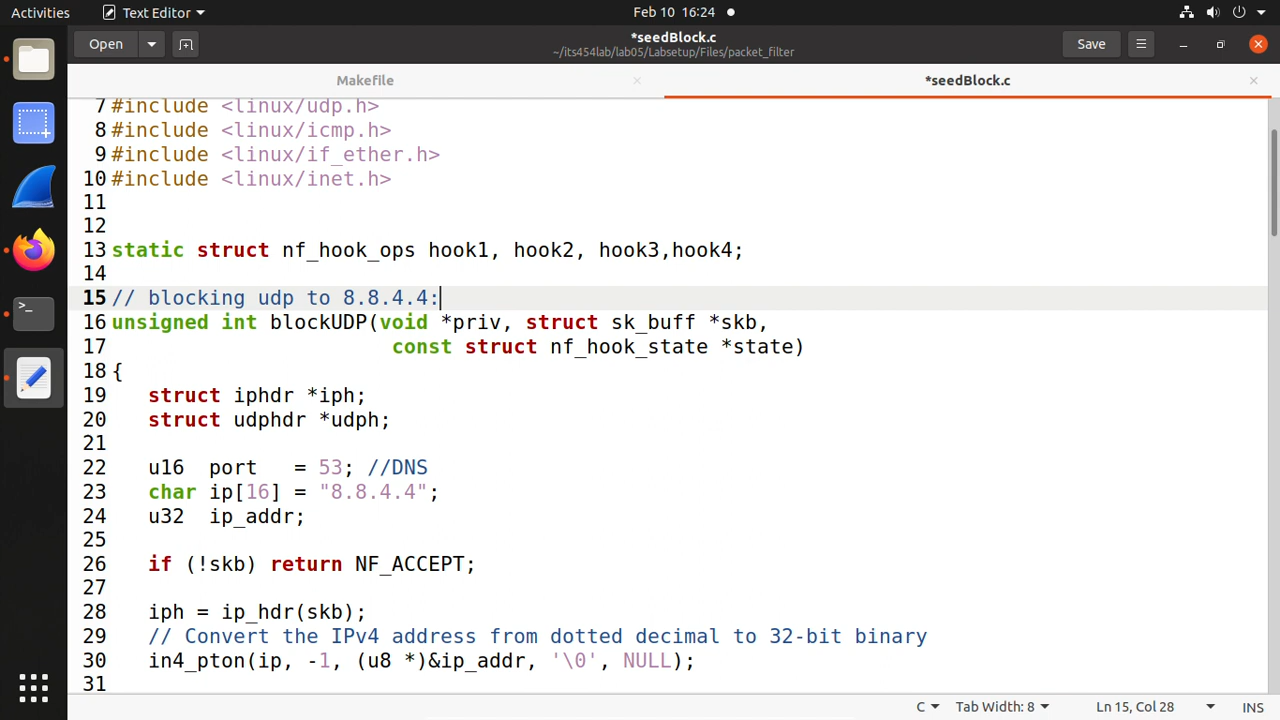 Activities
Text Editor
Feb 10 16:24
Open
*seedBlock.c
~/its454lab/lab05/Labsetup/Files/packet_filter
Save
Makefile
*seedBlock.c
7 #include <linux/udp.h>
8 #include <linux/icmp.h>
9 #include <linux/if_ether.h>
10 #include <linux/inet.h>
11
12
13 static struct nf_hook_ops hook1, hook2, hook3,hook4;
14
15 // blocking udp to 8.8.4.4:
16 unsigned int blockUDP(void *priv, struct sk_buff *skb,
17                        const struct nf_hook_state *state)
18 {
19    struct iphdr *iph;
20    struct udphdr *udph;
21
22    u16  port   = 53; //DNS
23    char ip[16] = "8.8.4.4";
24    u32  ip_addr;
25
26    if (!skb) return NF_ACCEPT;
27
28    iph = ip_hdr(skb);
29    // Convert the IPv4 address from dotted decimal to 32-bit binary
30    in4_pton(ip, -1, (u8 *)&ip_addr, '\0', NULL);
31
C
Tab Width: 8
Ln 15, Col 28
INS